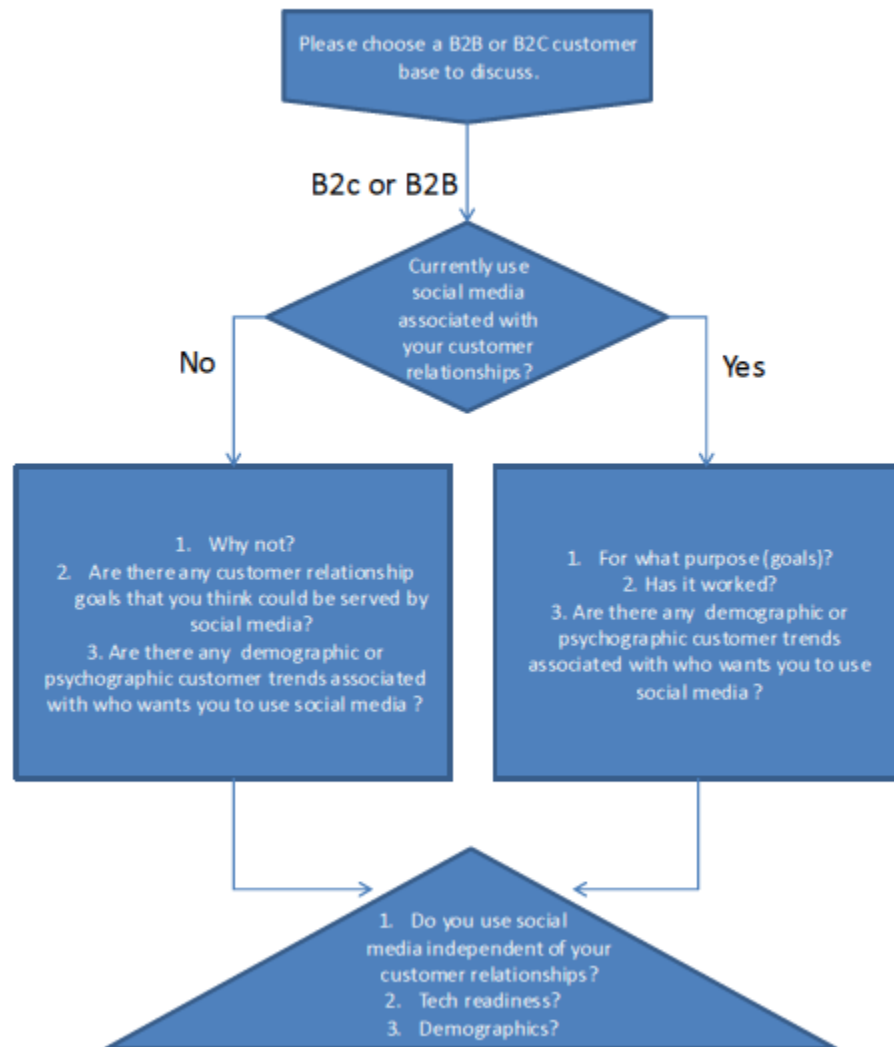 Please choose a B2B or B2C customer
base to discuss.
B2c or B2B
Currently use
social media
associated with
your customer
relationships?
No
Yes
1. Why not?
2. Are there any customer relationship
goals that you think could be served by
social media?
3. Are there any demographic or
psychographic customer trends associated
with who wants you to use social media ?
1. For what purpose (goals)?
2. Has it worked?
3. Are there any demographic or
psychographic customer trends
associated with who wants you to use
social media ?
1. Do you use social
media independent of your
customer relationships?
2. Tech readiness?
3. Demographics?